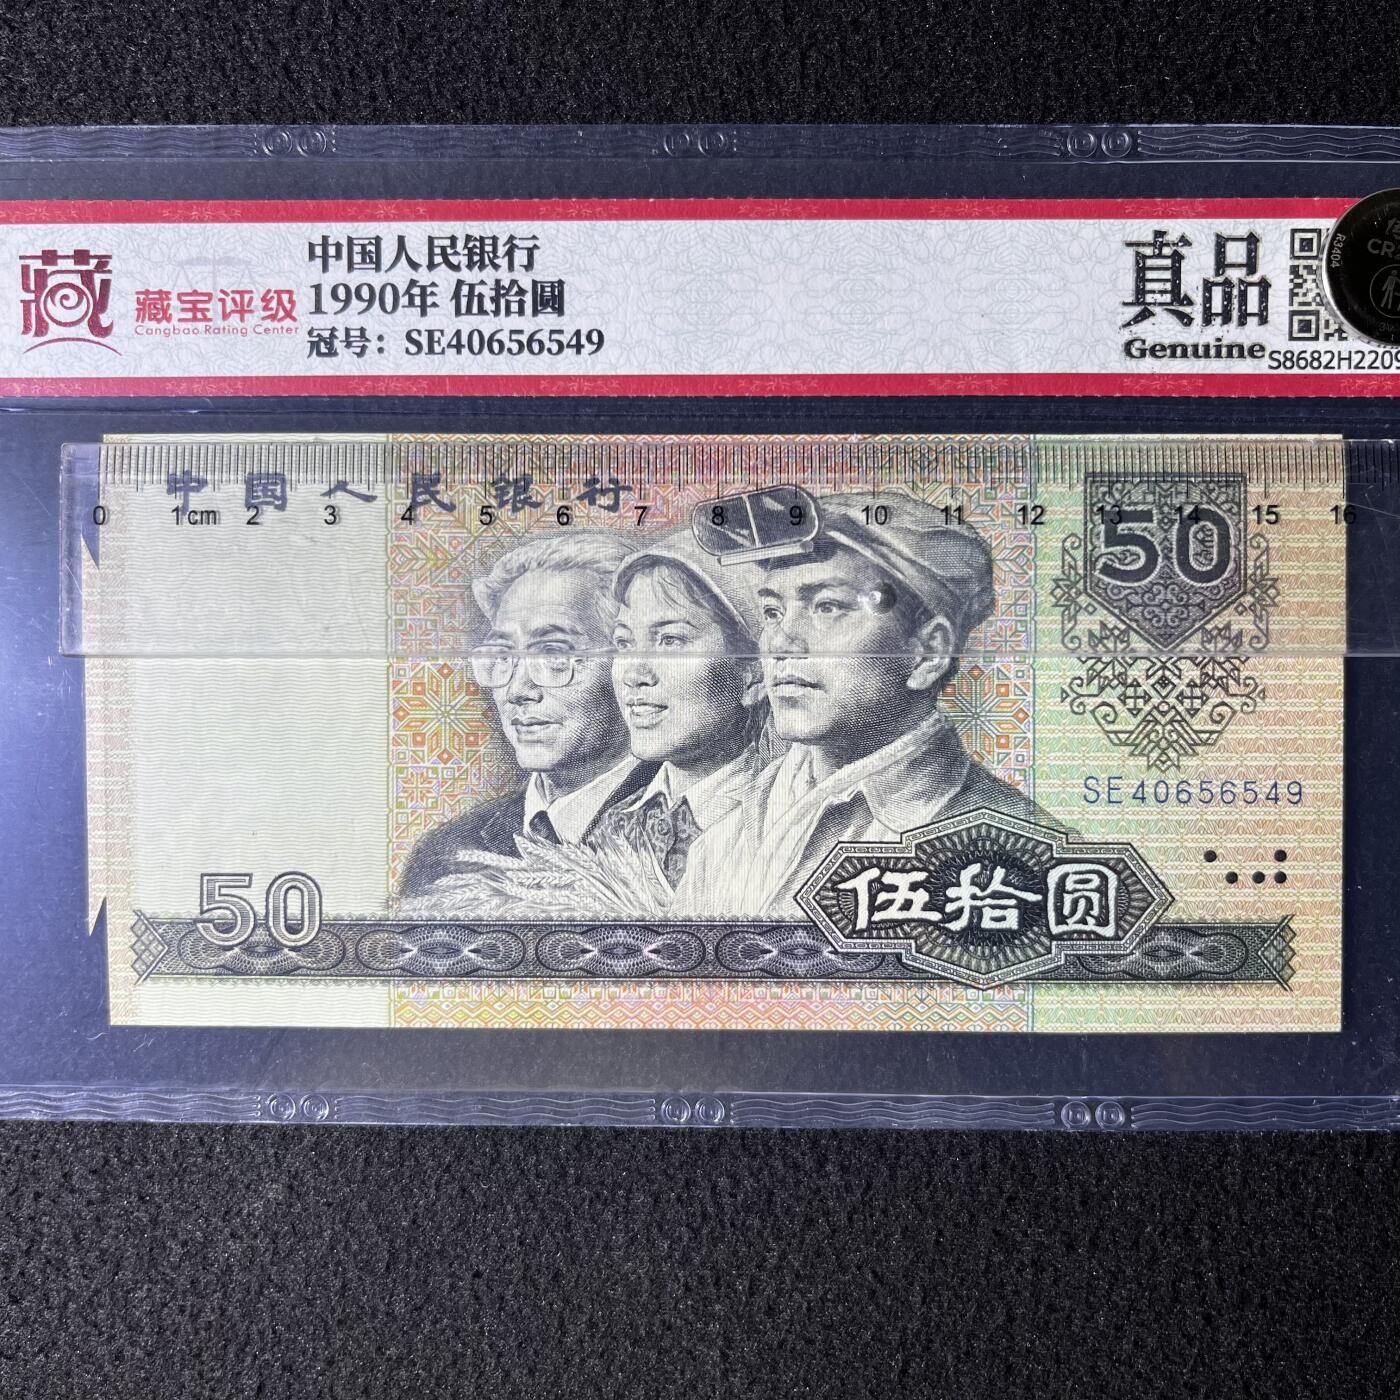 藏
藏宝评级
Cangbao Rating Center
中国人民银行
1990年 伍拾圆
冠号：SE40656549
真品
Genuine
S8682H2209
R3404
中国人民银行
0 1cm 2 3 4 5 6 7 8 9 10 11 12 13 14 15 16
50
SE40656549
50
伍拾圆